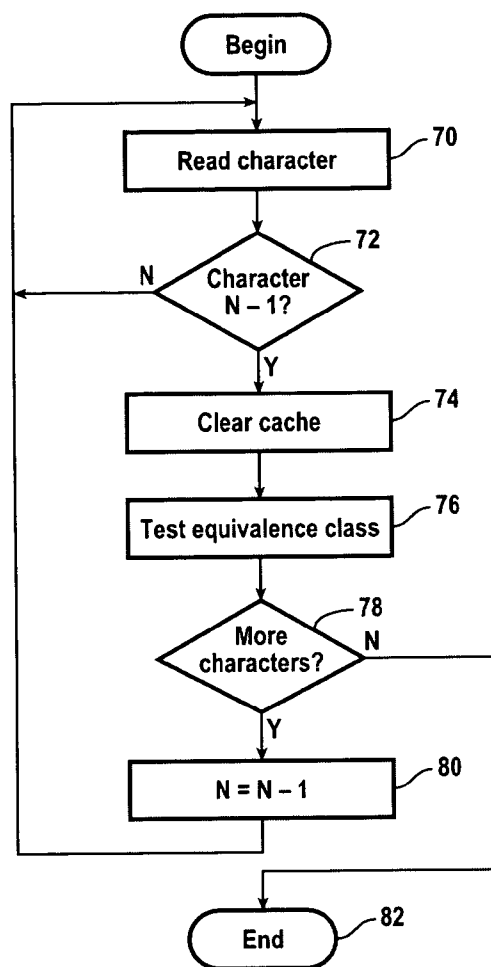 Begin
Read character
70
72
Character
N – 1?
N
Y
Clear cache
74
Test equivalence class
76
78
More
characters?
N
Y
N = N – 1
80
End
82